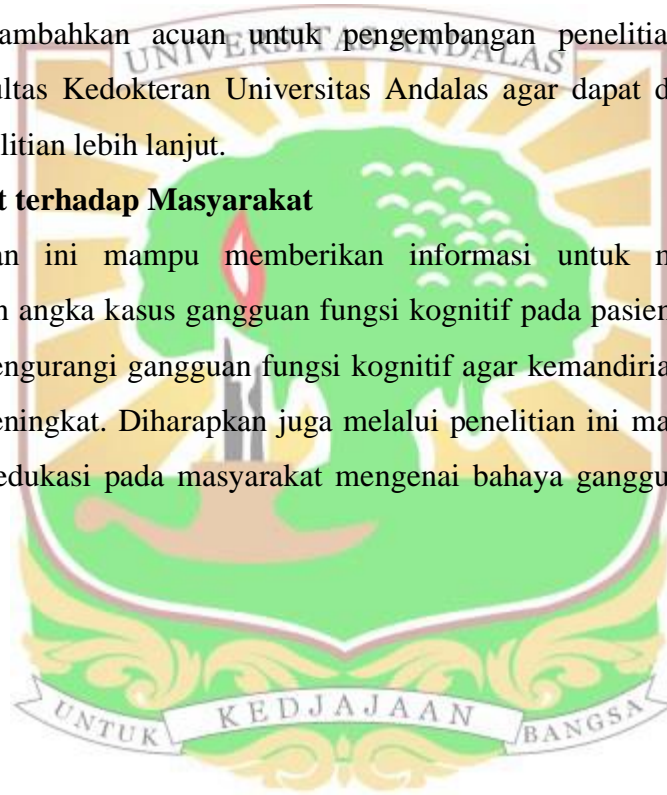 ambahkan acuan untuk pengembangan penelitia
UNIVERSITAS ANDALAS
ultas Kedokteran Universitas Andalas agar dapat d
litian lebih lanjut.
t terhadap Masyarakat
an ini mampu memberikan informasi untuk m
n angka kasus gangguan fungsi kognitif pada pasien
engurangi gangguan fungsi kognitif agar kemandiria
eningkat. Diharapkan juga melalui penelitian ini ma
edukasi pada masyarakat mengenai bahaya ganggu
UNTUK KEDJAJAAN BANGSA